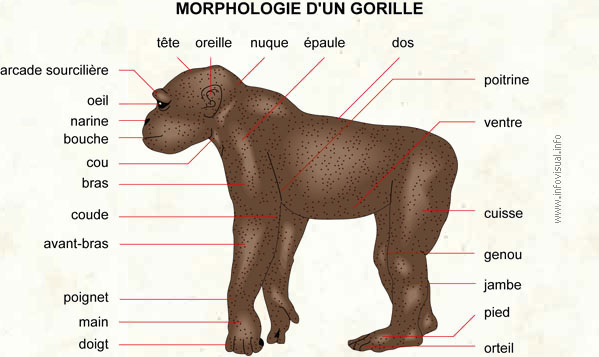 MORPHOLOGIE D'UN GORILLE
tête oreille nuque épaule dos
arcade sourcilière
oeil
narine
bouche
cou
bras
coude
avant-bras
poignet
main
doigt
poitrine
ventre
cuisse
genou
jambe
pied
orteil
www.infovisual.info